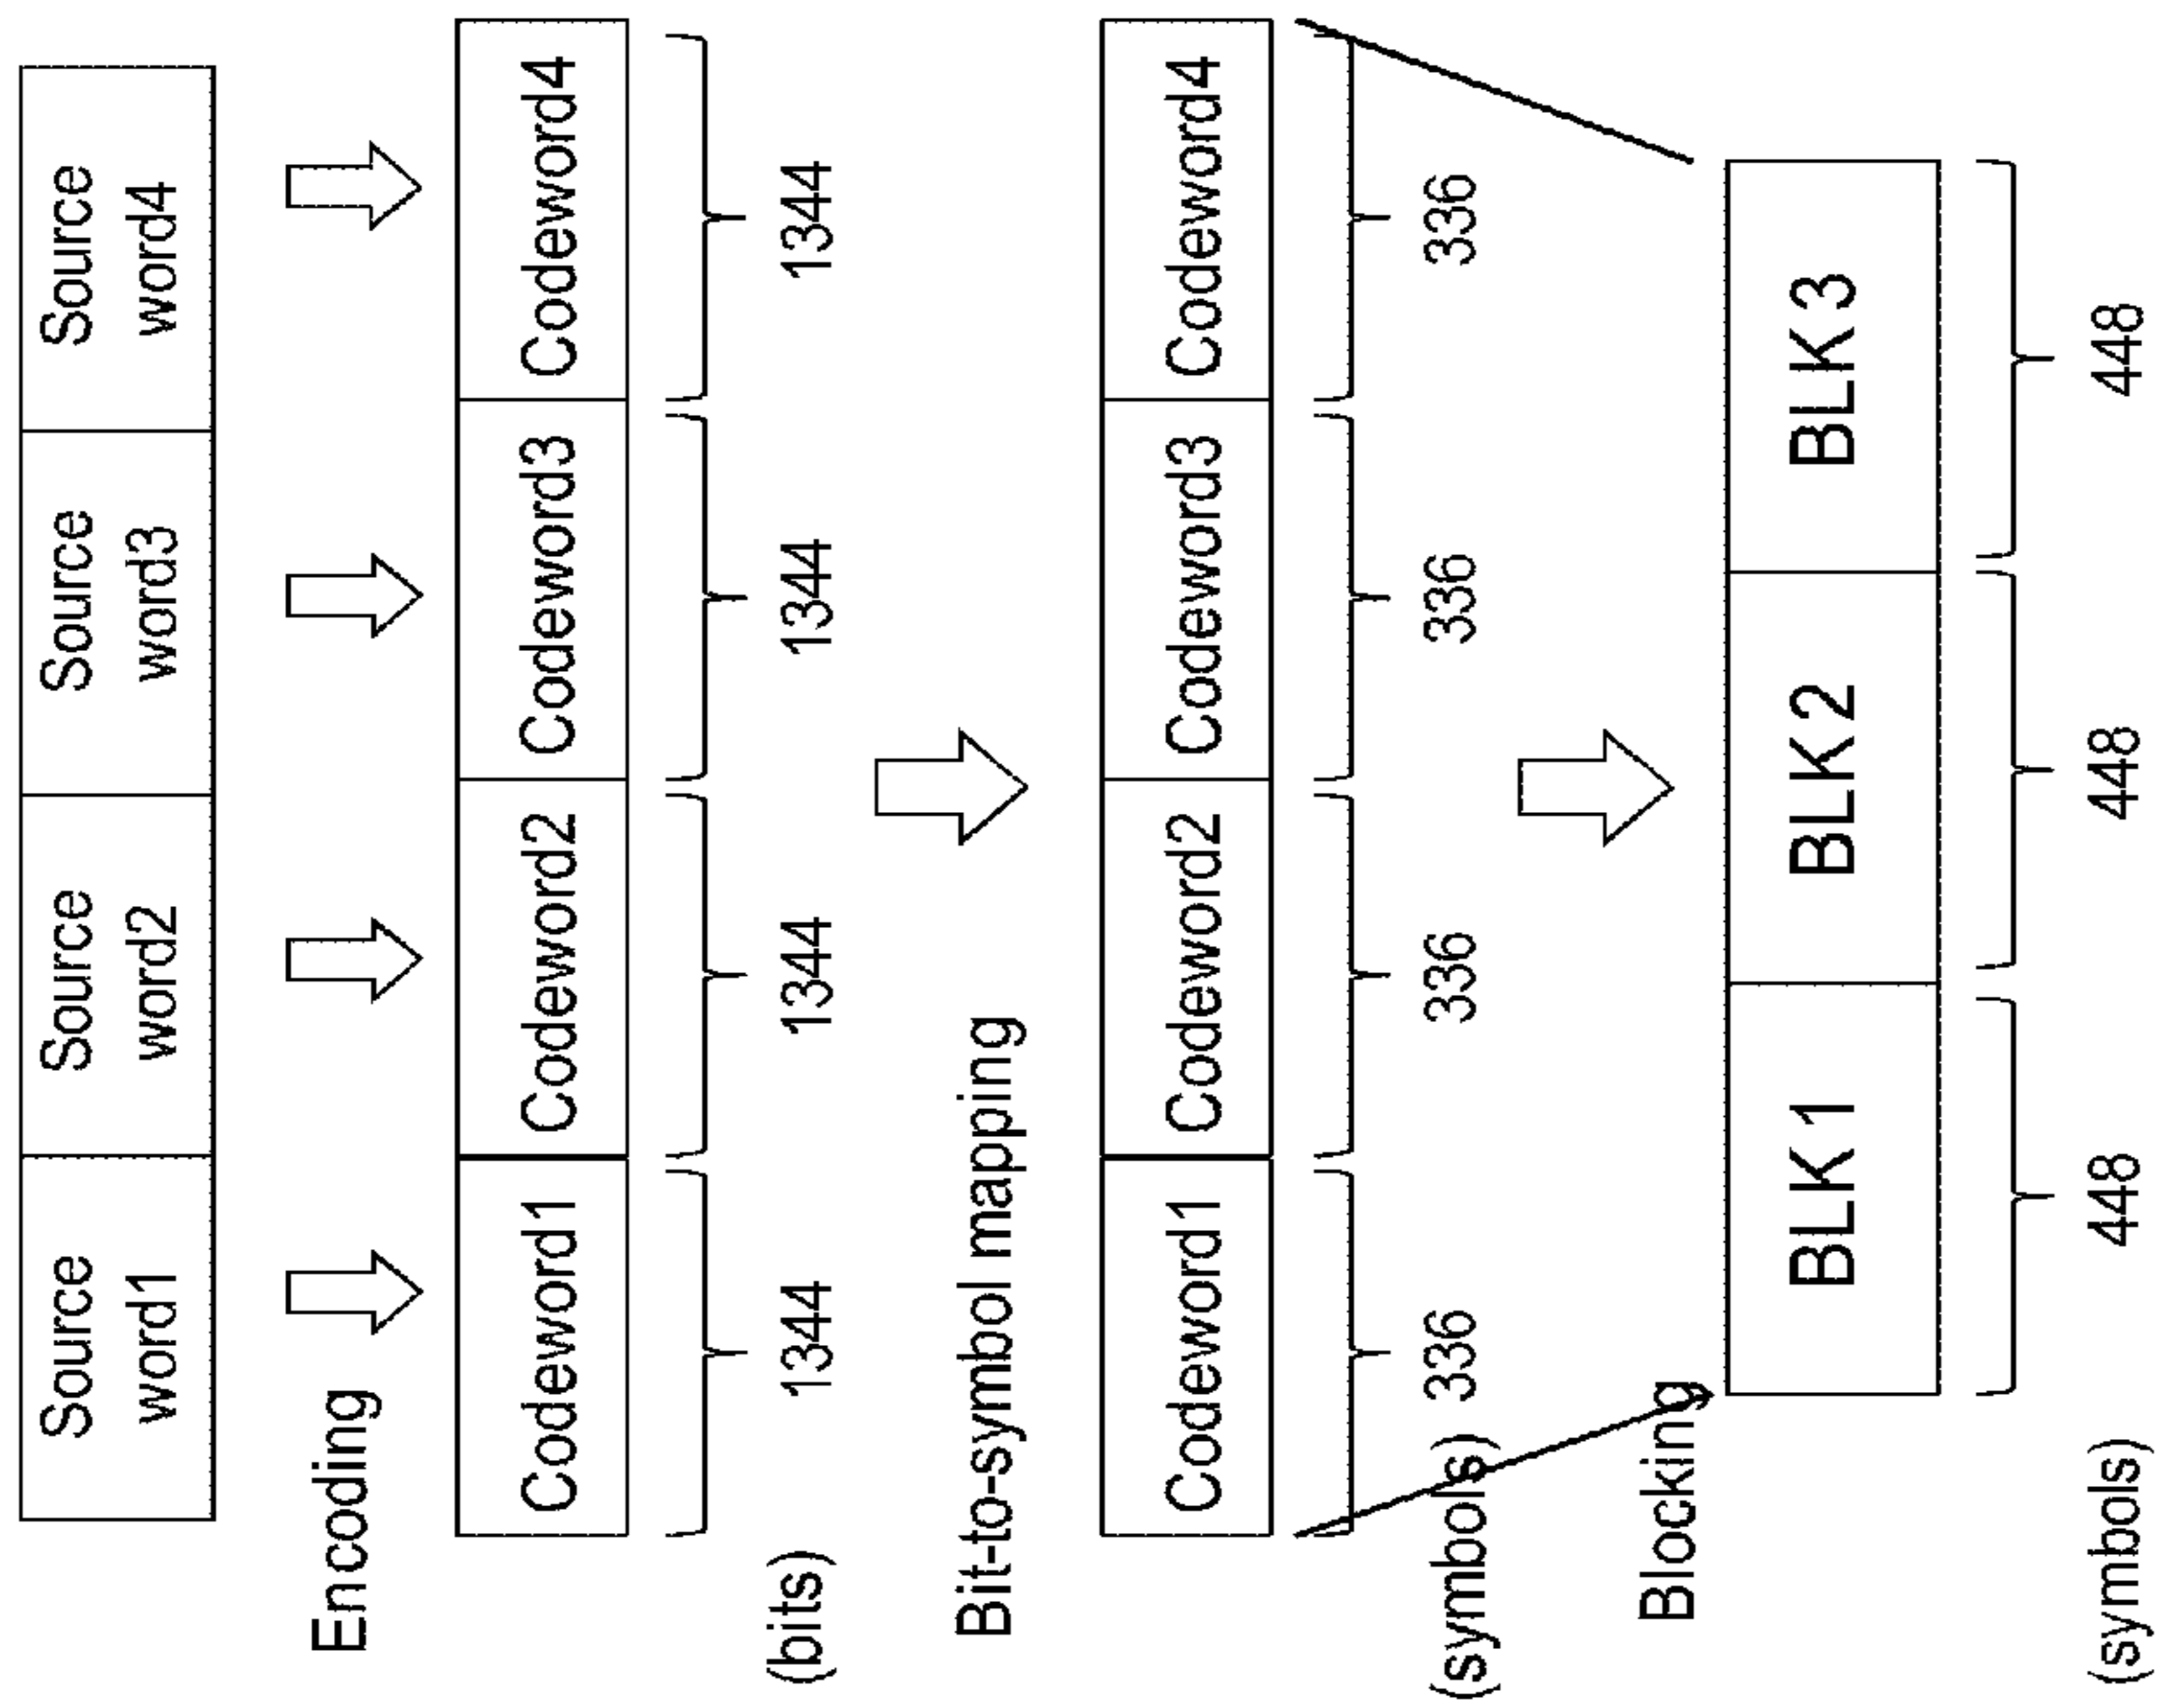 Source
word1
Source
word2
Source
word3
Source
word4
Encoding
Codeword1
Codeword2
Codeword3
Codeword4
(bits)
1344
1344
1344
1344
Bit-to-symbol mapping
Codeword1
Codeword2
Codeword3
Codeword4
(symbols)
336
336
336
336
Blocking
BLK 1
BLK 2
BLK 3
(symbols)
448
448
448